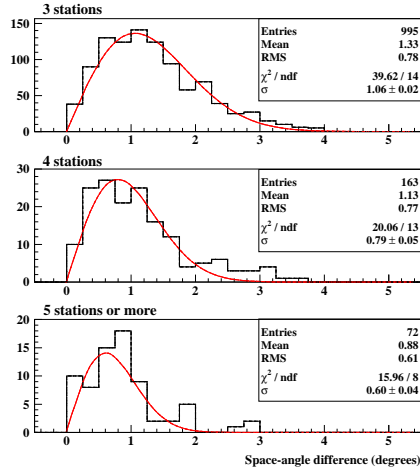 3 stations
150
100
50
0
0 1 2 3 4 5
Entries 995
Mean 1.33
RMS 0.78
χ² / ndf 39.62 / 14
σ 1.06 ± 0.02
4 stations
30
20
10
0
0 1 2 3 4 5
Entries 163
Mean 1.13
RMS 0.77
χ² / ndf 20.06 / 13
σ 0.79 ± 0.05
5 stations or more
20
15
10
5
0
0 1 2 3 4 5
Entries 72
Mean 0.88
RMS 0.61
χ² / ndf 15.96 / 8
σ 0.60 ± 0.04
Space-angle difference (degrees)